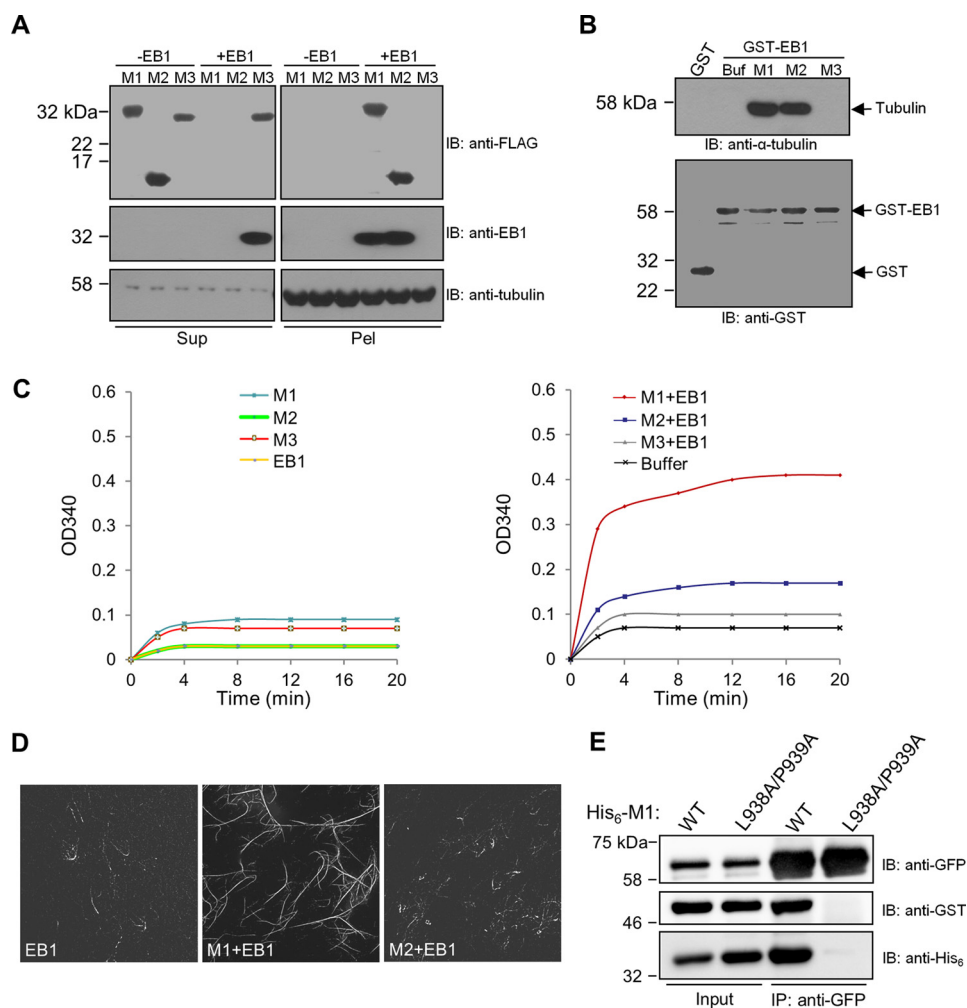 A
-EB1 +EB1 -EB1 +EB1
M1 M2 M3 M1 M2 M3 M1 M2 M3 M1 M2 M3
32 kDa
22
17
IB: anti-FLAG
32
IB: anti-EB1
58
IB: anti-tubulin
Sup Pel
B
GST
GST-EB1
Buf M1 M2 M3
58 kDa
Tubulin
IB: anti-α-tubulin
58
GST-EB1
32
GST
22
IB: anti-GST
C
0.6
0.5
0.4
0.3
0.2
0.1
0
OD340
M1
M2
M3
EB1
0 4 8 12 16 20
Time (min)
0.6
0.5
0.4
0.3
0.2
0.1
0
OD340
M1+EB1
M2+EB1
M3+EB1
Buffer
0 4 8 12 16 20
Time (min)
D
EB1
M1+EB1
M2+EB1
E
His₆-M1: WT L938A/P939A WT L938A/P939A
75 kDa
58
IB: anti-GFP
46
IB: anti-GST
32
IB: anti-His₆
Input IP: anti-GFP